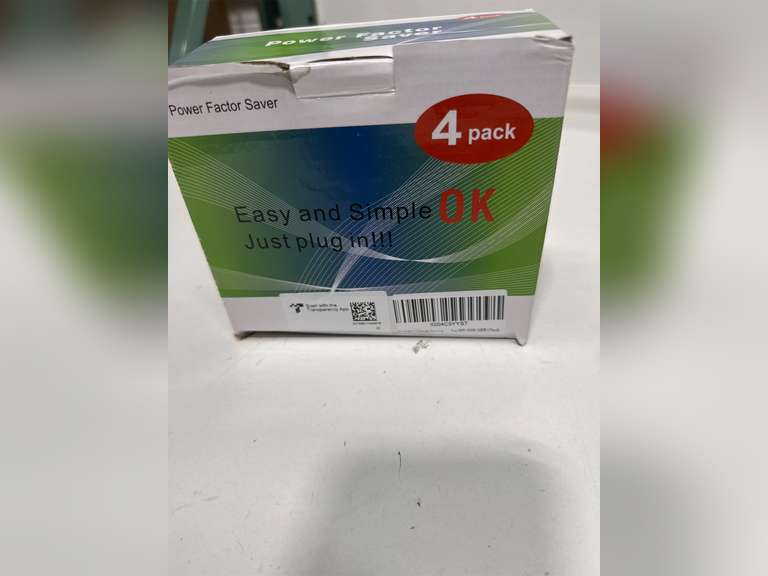 Power Factor
Saver
Power Factor Saver
4 pack
Easy and Simple OK
Just plug in!!!
Scan with the
Transparency App